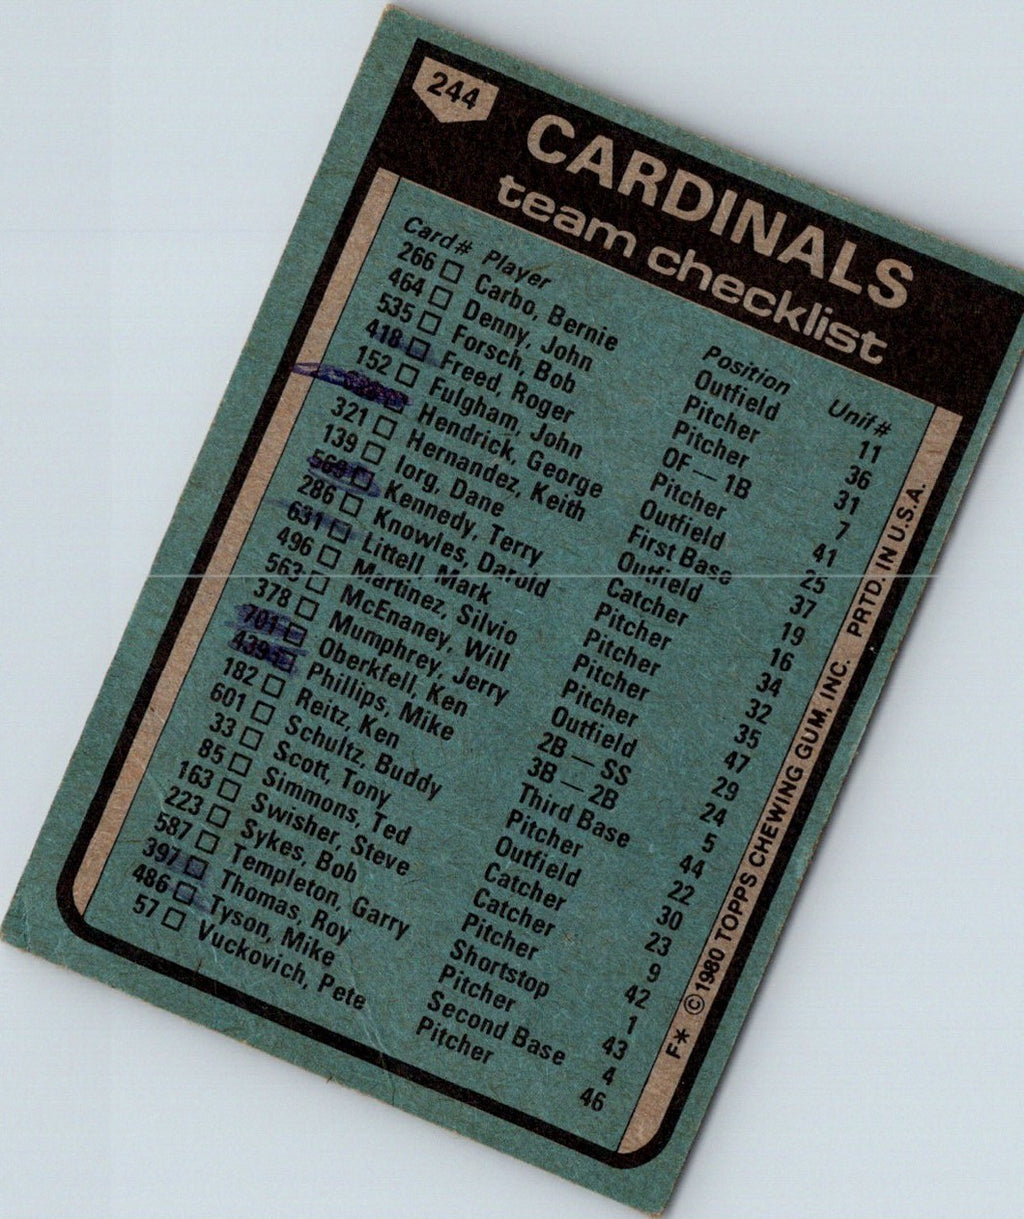 244
CARDINALS
team checklist
Card# Player Position Unif#
266 Carbo, Bernie Outfield 11
464 Denny, John Pitcher 36
535 Forsch, Bob Pitcher 31
418 Freed, Roger OF — 1B 7
152 Fulgham, John Pitcher 41
Hendrick, George Outfield 25
321 Hernandez, Keith First Base 37
139 Iorg, Dane Outfield 19
569 Kennedy, Terry Catcher 16
286 Knowles, Darold Pitcher 34
631 Littell, Mark Pitcher 32
496 Martinez, Silvio Pitcher 35
563 McEnaney, Will Pitcher 47
378 Mumphrey, Jerry Outfield 29
701 Oberkfell, Ken 2B — SS 24
439 Phillips, Mike 3B — 2B 5
182 Reitz, Ken Third Base 44
601 Schultz, Buddy Pitcher 22
33 Scott, Tony Outfield 30
85 Simmons, Ted Catcher 23
163 Swisher, Steve Catcher 9
223 Sykes, Bob Pitcher 42
587 Templeton, Garry Shortstop 1
397 Thomas, Roy Pitcher 43
486 Tyson, Mike Second Base 4
57 Vuckovich, Pete Pitcher 46
F* © 1980 TOPPS CHEWING GUM, INC. PRTD. IN U.S.A.